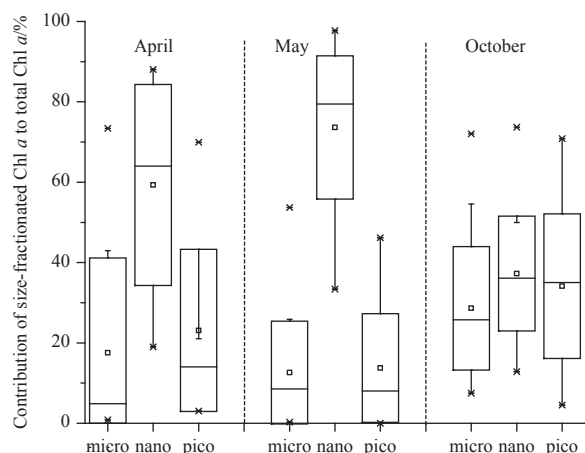 Contribution of size-fractionated Chl a to total Chl a/%
100
80
60
40
20
0
April
May
October
micro nano pico micro nano pico micro nano pico